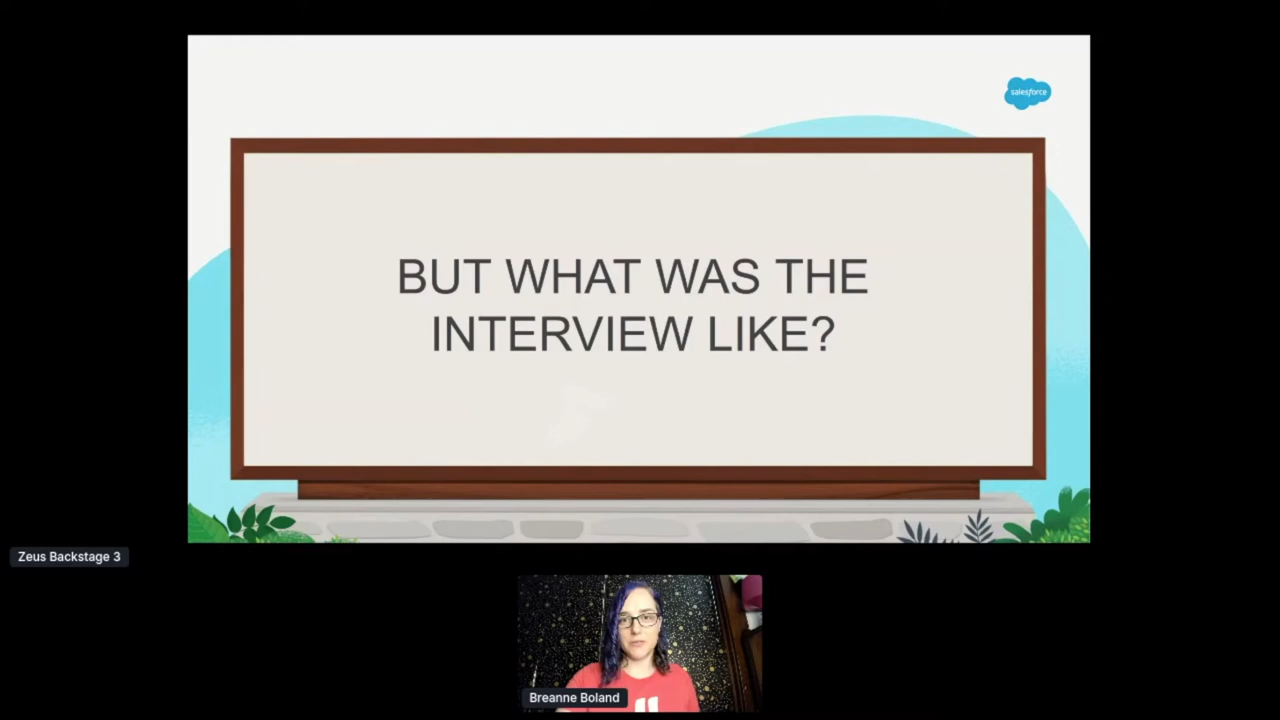 salesforce
BUT WHAT WAS THE
INTERVIEW LIKE?
Zeus Backstage 3
Breanne Boland